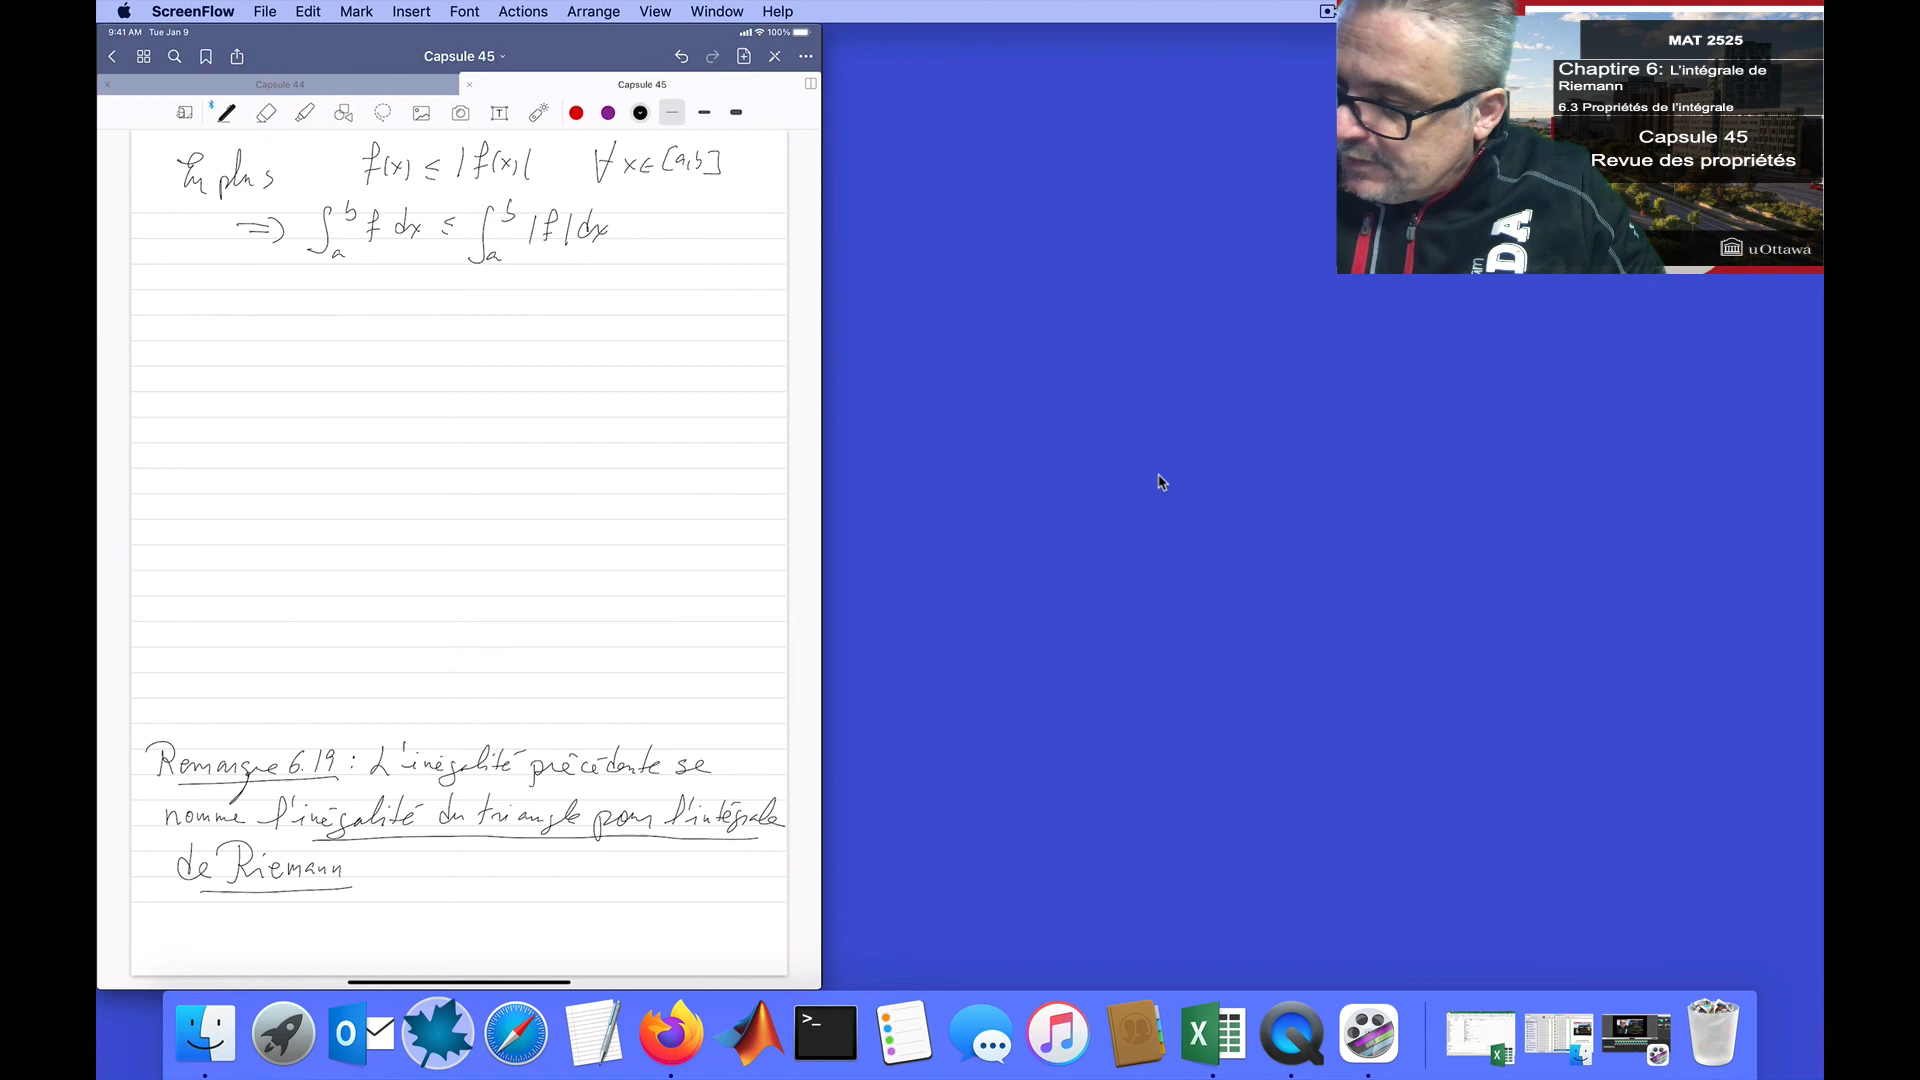 ScreenFlow File Edit Mark Insert Font Actions Arrange View Window Help
9:41 AM Tue Jan 9
100%
Capsule 45
Capsule 44
Capsule 45
En plus f(x) ≤ |f(x)| ∀ x ∈ [a,b]
⇒ ∫_a^b f dx ≤ ∫_a^b |f| dx
Remarque 6.19 : L'inégalité précédente se
nomme l'inégalité du triangle pour l'intégrale
de Riemann
MAT 2525
Chaptire 6: L'intégrale de
Riemann
6.3 Propriétés de l'intégrale
Capsule 45
Revue des propriétés
uOttawa
DA